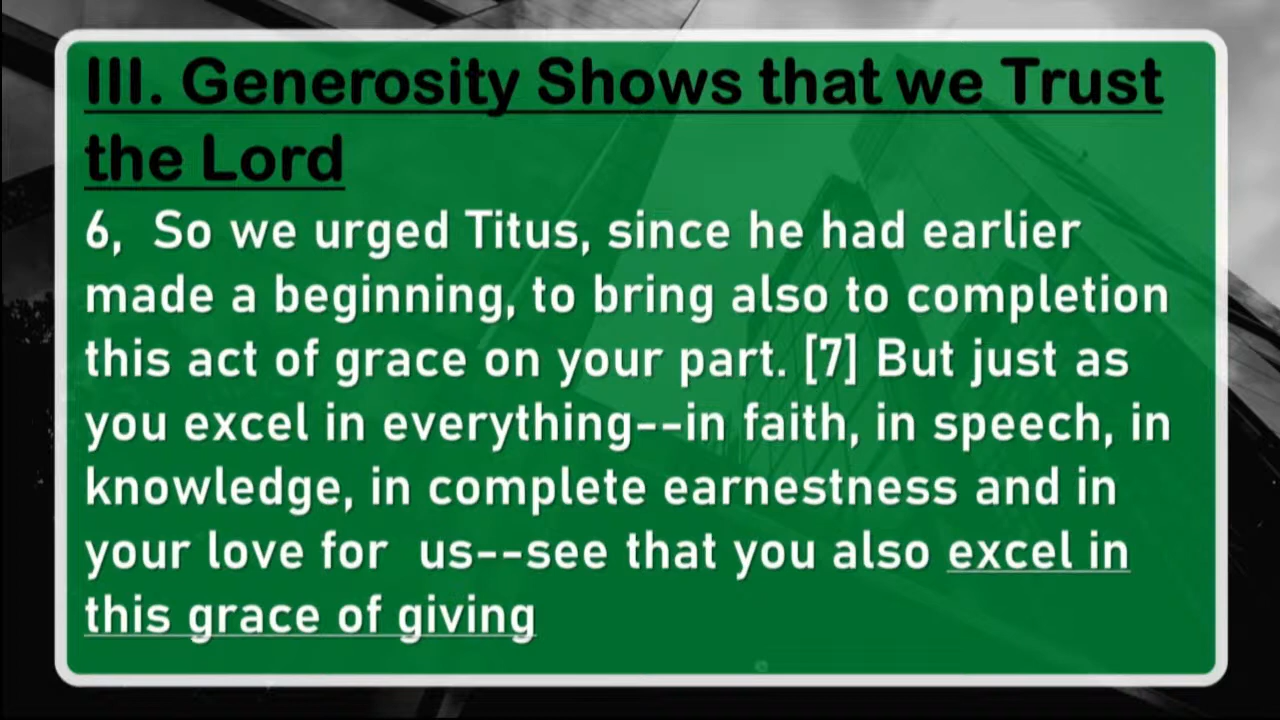 III. Generosity Shows that we Trust
the Lord
6,  So we urged Titus, since he had earlier
made a beginning, to bring also to completion
this act of grace on your part. [7] But just as
you excel in everything--in faith, in speech, in
knowledge, in complete earnestness and in
your love for  us--see that you also excel in
this grace of giving